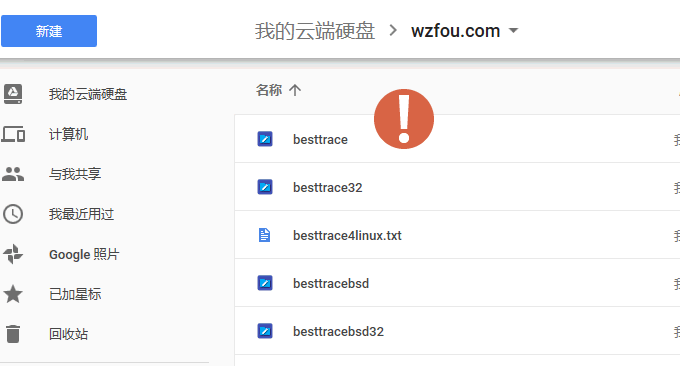 新建
我的云端硬盘 > wzfou.com
我的云端硬盘
计算机
与我共享
我最近用过
Google 照片
已加星标
回收站
名称
besttrace
besttrace32
besttrace4linux.txt
besttracebsd
besttracebsd32